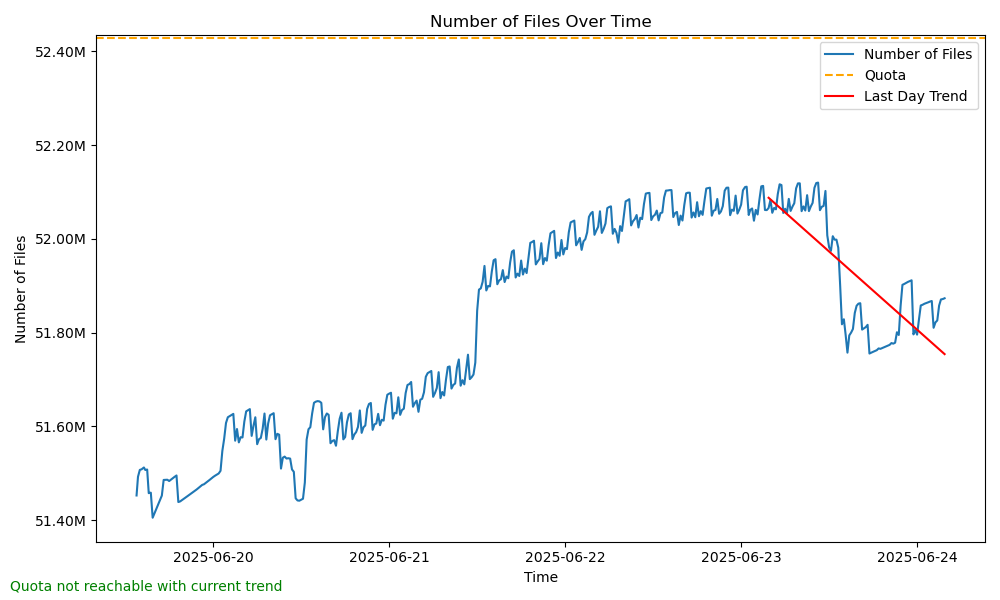 Number of Files Over Time
52.40M
52.20M
52.00M
51.80M
51.60M
51.40M
Number of Files
Number of Files
Quota
Last Day Trend
2025-06-20
2025-06-21
2025-06-22
2025-06-23
2025-06-24
Time
Quota not reachable with current trend